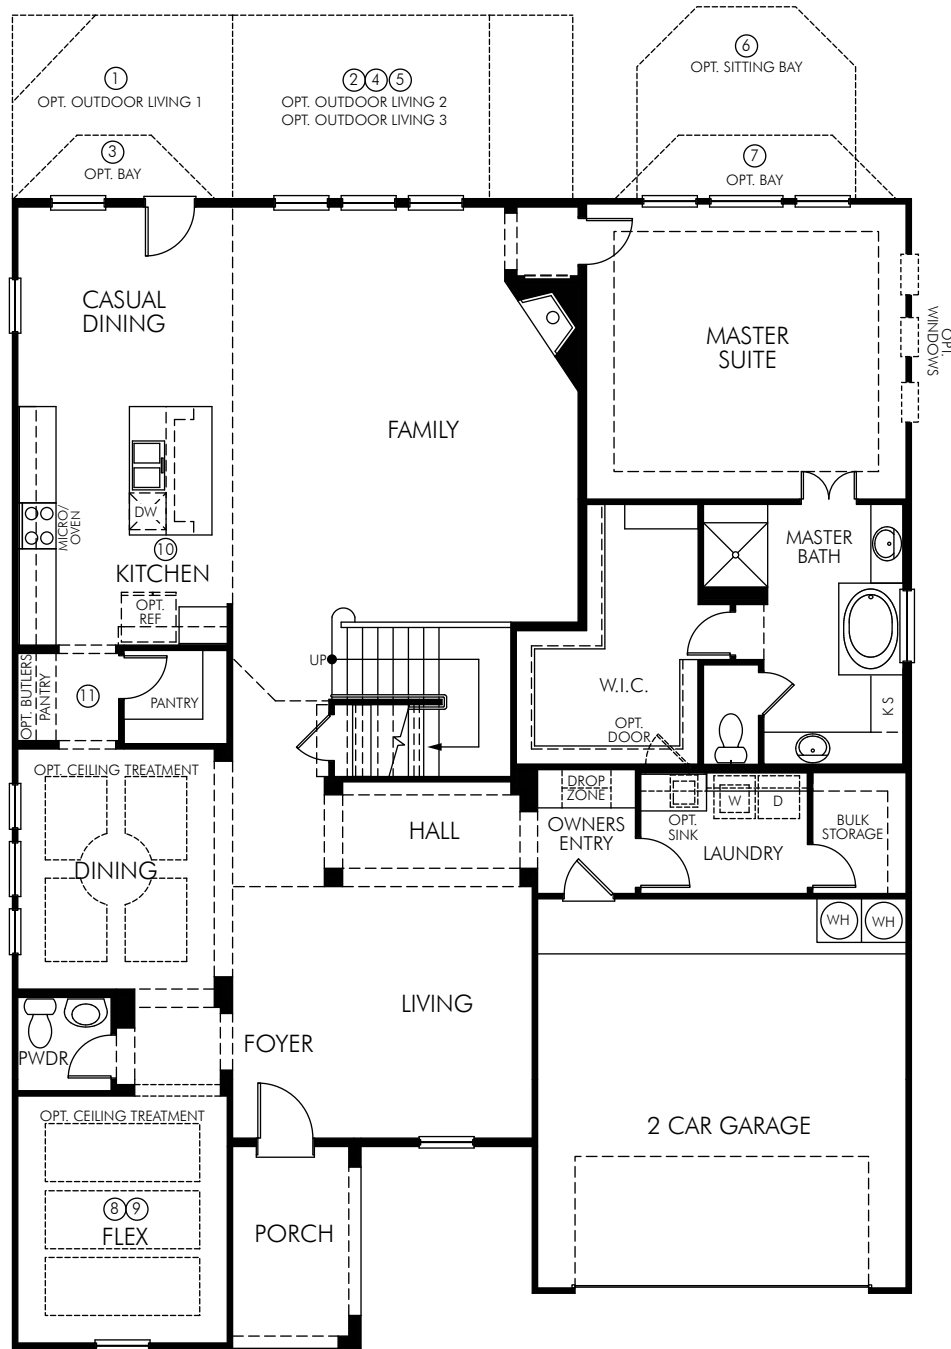 1
OPT. OUTDOOR LIVING 1
2 4 5
OPT. OUTDOOR LIVING 2
OPT. OUTDOOR LIVING 3
6
OPT. SITTING BAY
3
OPT. BAY
7
OPT. BAY
CASUAL
DINING
MASTER
SUITE
OPT.
WINDOWS
FAMILY
DW
MICRO/
OVEN
10
KITCHEN
OPT.
REF
MASTER
BATH
UP
W.I.C.
OPT.
DOOR
K S
OPT. BUTLERS
PANTRY
11
PANTRY
OPT. CEILING TREATMENT
DINING
HALL
DROP
ZONE
OWNERS
ENTRY
OPT.
SINK
W
D
LAUNDRY
BULK
STORAGE
WH
WH
LIVING
FOYER
PWDR
OPT. CEILING TREATMENT
8 9
FLEX
PORCH
2 CAR GARAGE